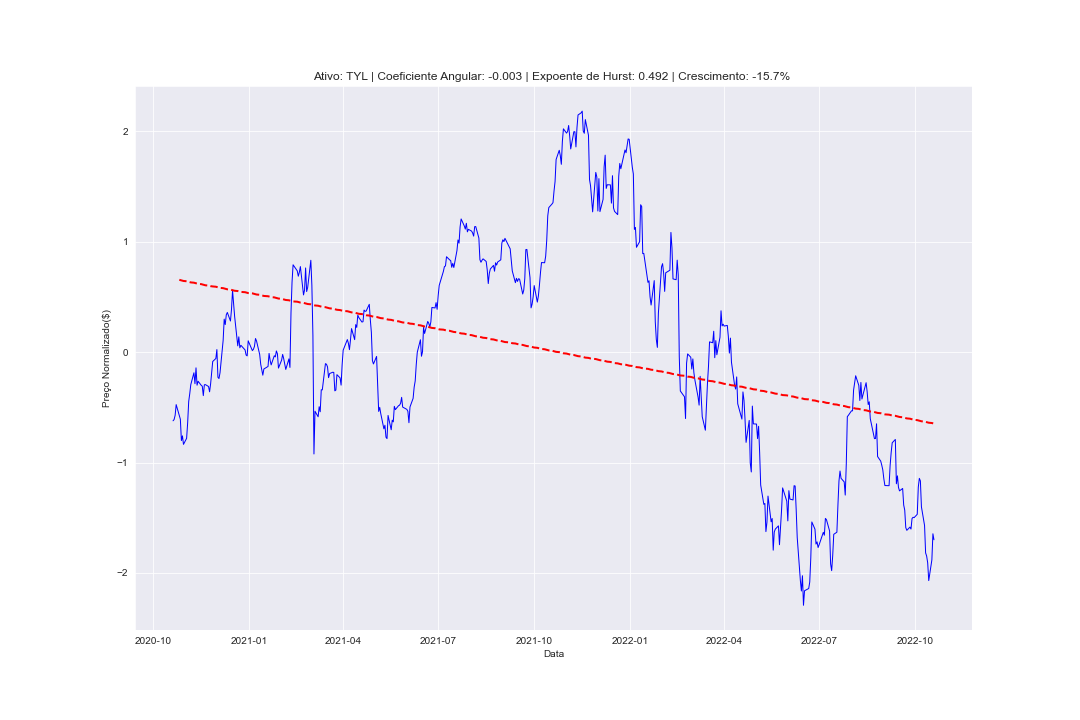 Ativo: TYL | Coeficiente Angular: -0.003 | Expoente de Hurst: 0.492 | Crescimento: -15.7%
Preço Normalizado($)
2
1
0
−1
−2
2020-10 2021-01 2021-04 2021-07 2021-10 2022-01 2022-04 2022-07 2022-10
Data